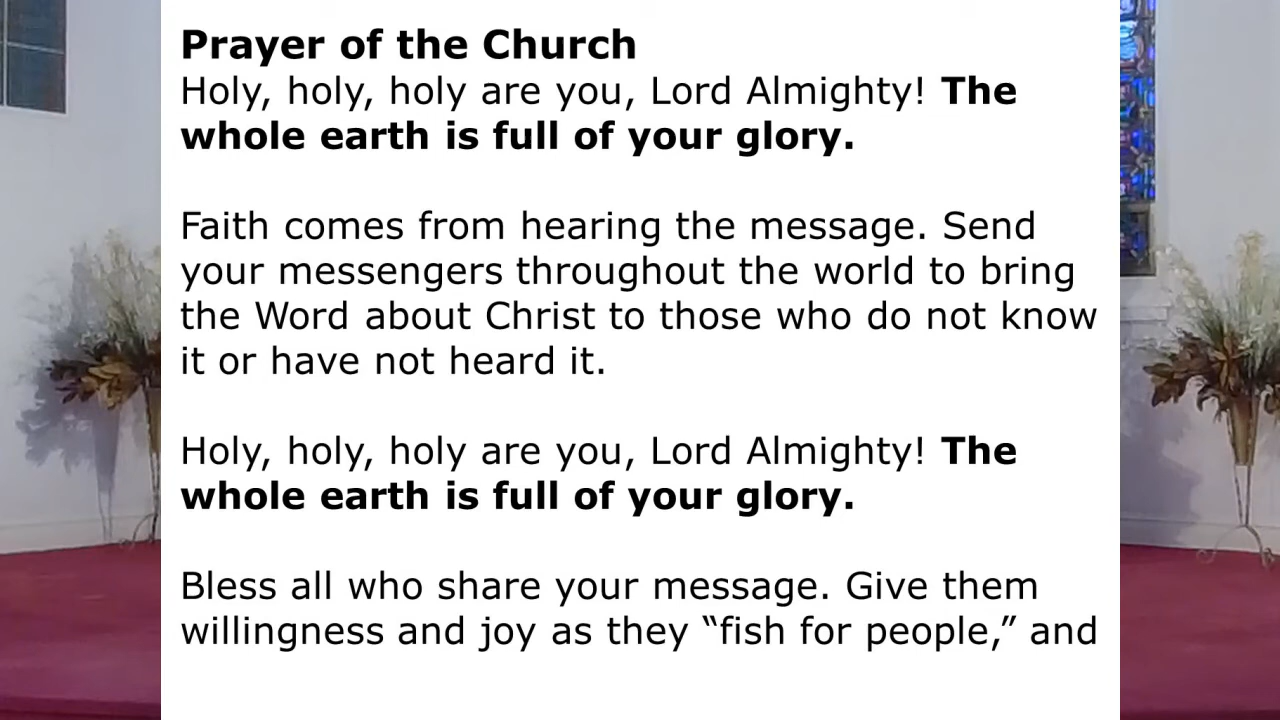 Prayer of the Church
Holy, holy, holy are you, Lord Almighty! The
whole earth is full of your glory.
Faith comes from hearing the message. Send
your messengers throughout the world to bring
the Word about Christ to those who do not know
it or have not heard it.
Holy, holy, holy are you, Lord Almighty! The
whole earth is full of your glory.
Bless all who share your message. Give them
willingness and joy as they “fish for people,” and